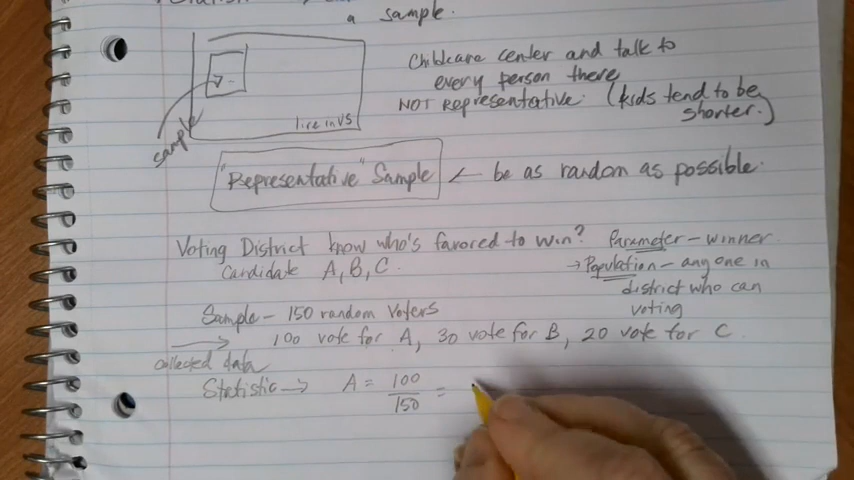 a sample.
Childcare center and talk to
every person there
NOT Representative. (kids tend to be
shorter.)
live in US
sample
"Representative" Sample ← be as random as possible.
Voting District know who's favored to win? Parameter - winner
Candidate A, B, C.
→ Population - anyone in
district who can
voting
Sample - 150 random Voters
→ 100 vote for A, 30 vote for B, 20 vote for C.
collected data
Statistic → A = 100/150 =